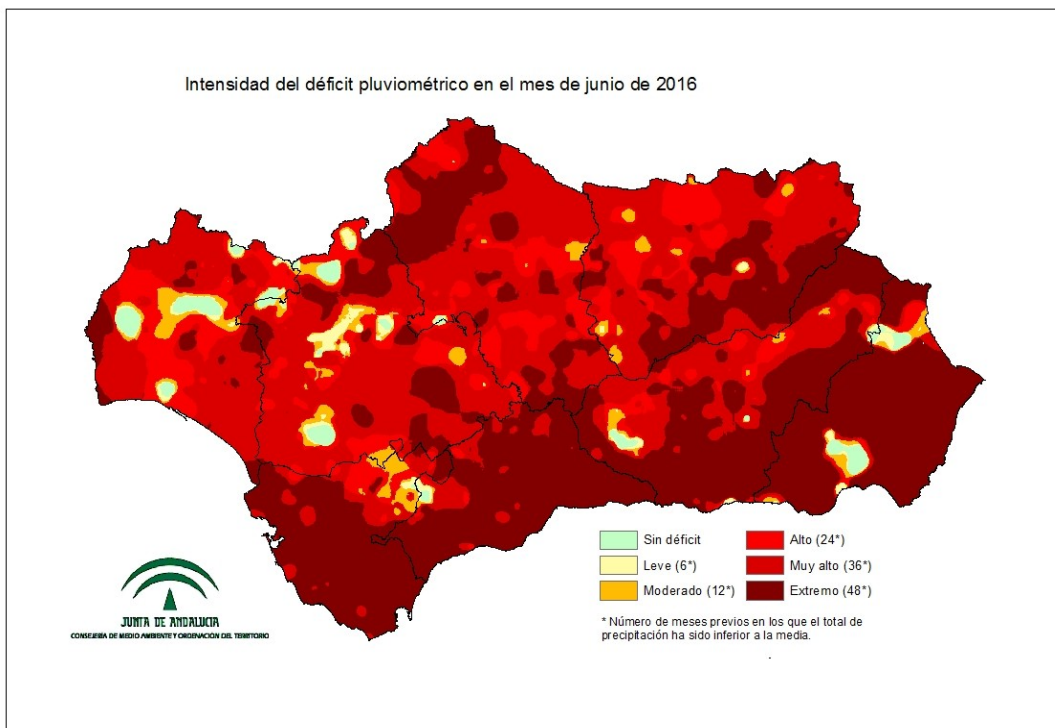 Intensidad del déficit pluviométrico en el mes de junio de 2016
Sin déficit
Leve (6*)
Moderado (12*)
Alto (24*)
Muy alto (36*)
Extremo (48*)
* Número de meses previos en los que el total de
precipitación ha sido inferior a la media.
JUNTA DE ANDALUCIA
CONSEJERIA DE MEDIO AMBIENTE Y ORDENACIÓN DEL TERRITORIO